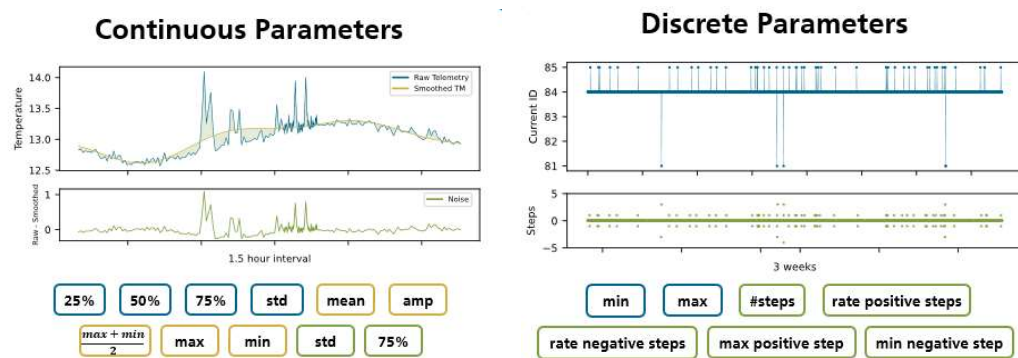 Continuous Parameters
14.0
13.5
13.0
12.5
Temperature
Raw Telemetry
Smoothed TM
1
0
Raw - Smoothed
Noise
1.5 hour interval
25% 50% 75% std mean amp
max + min
2
max min std 75%
Discrete Parameters
85
84
83
82
81
Current ID
5
0
−5
Steps
3 weeks
min max #steps rate positive steps
rate negative steps max positive step min negative step